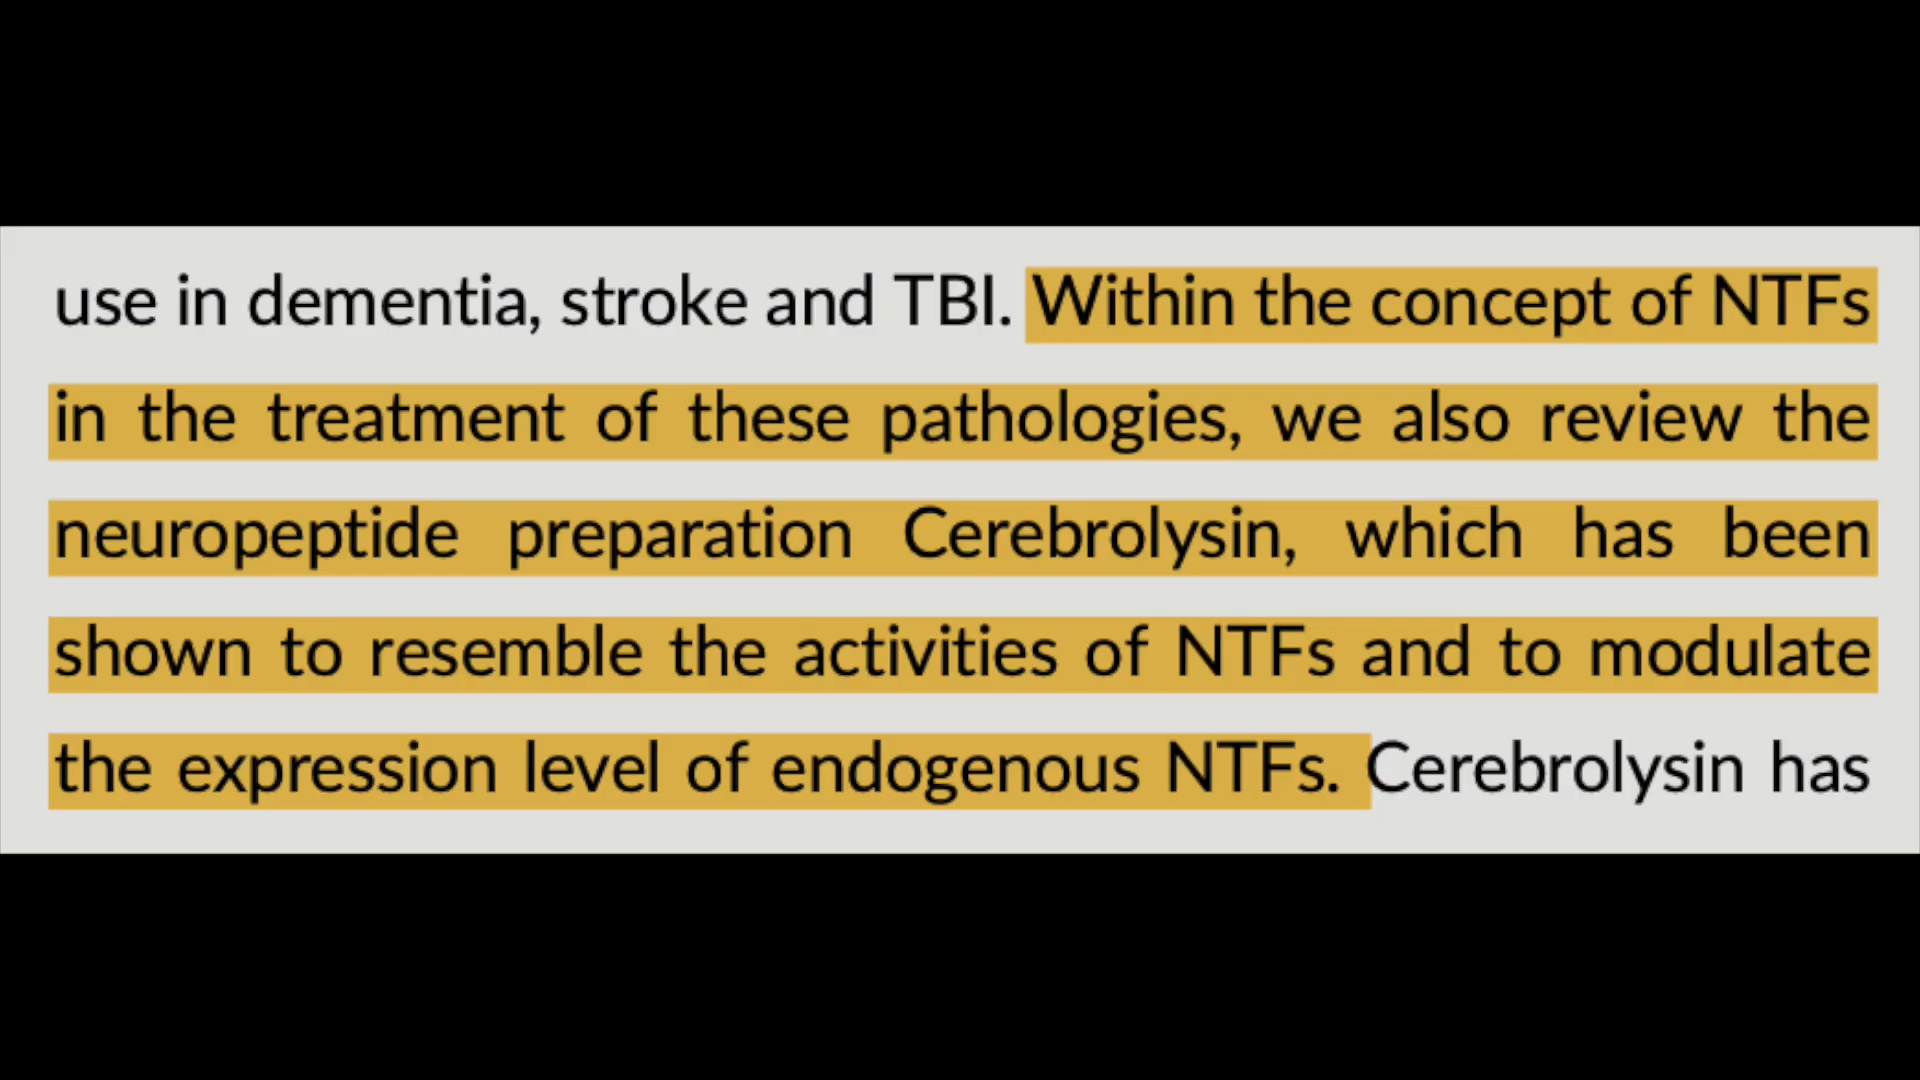 use in dementia, stroke and TBI. Within the concept of NTFs
in the treatment of these pathologies, we also review the
neuropeptide preparation Cerebrolysin, which has been
shown to resemble the activities of NTFs and to modulate
the expression level of endogenous NTFs. Cerebrolysin has